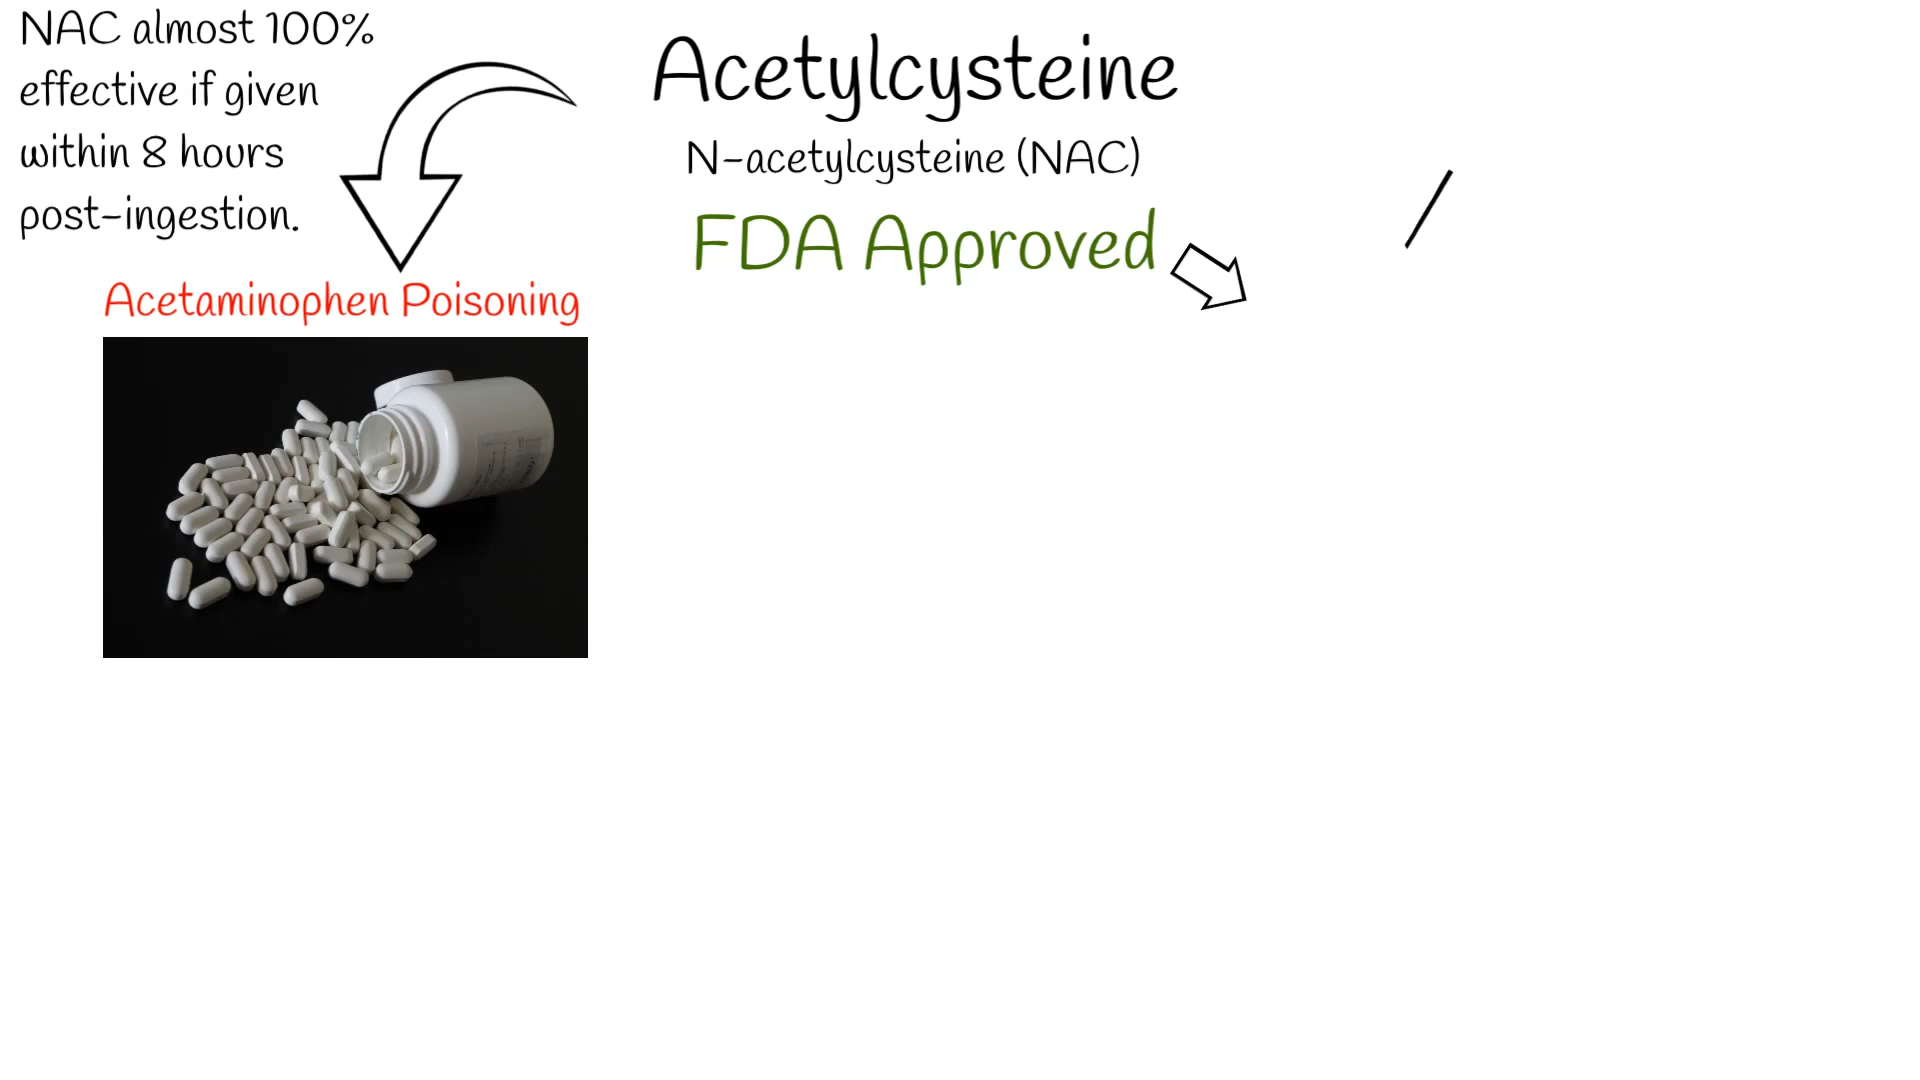 NAC almost 100%
effective if given
within 8 hours
post-ingestion.
Acetaminophen Poisoning
Acetylcysteine
N-acetylcysteine (NAC)
FDA Approved